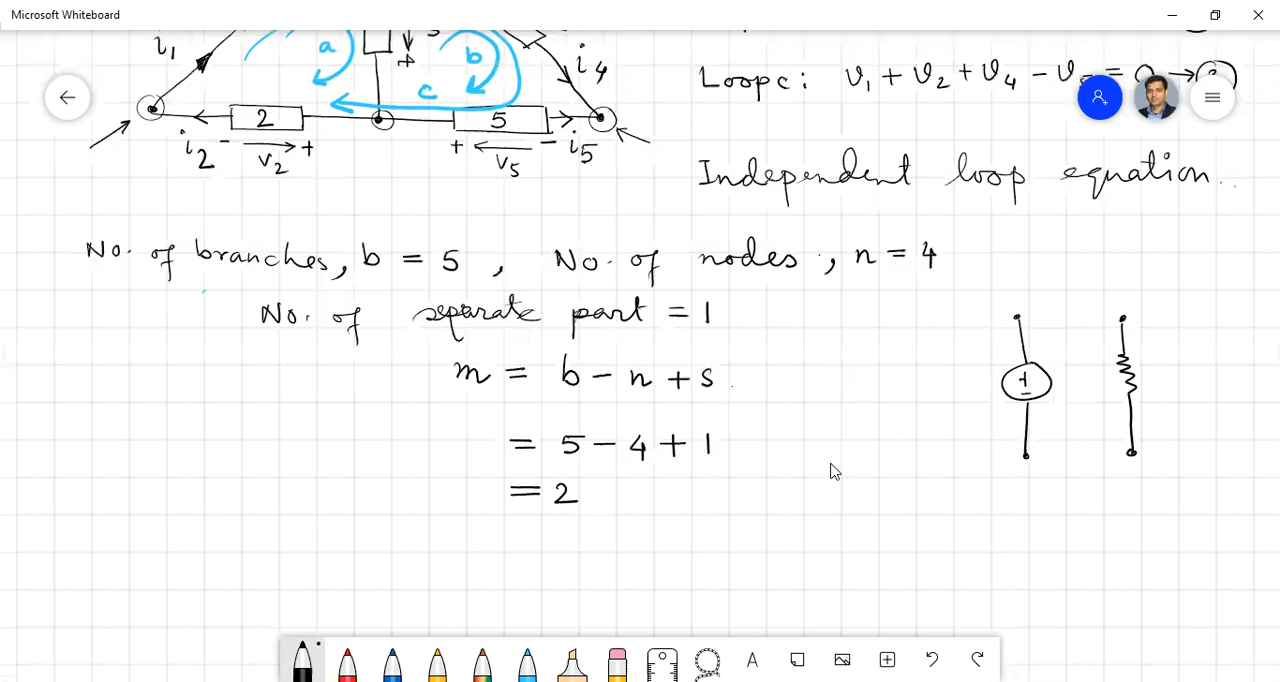 Microsoft Whiteboard
i1
a
b
c
i4
2
5
i2 - v2 +
+ v5 - i5
Loop c: v1 + v2 + v4 - v
Independent loop equation..
No. of branches, b = 5 , No. of nodes , n = 4
No. of separate part = 1
m = b - n + s
= 5 - 4 + 1
= 2
+
-
A